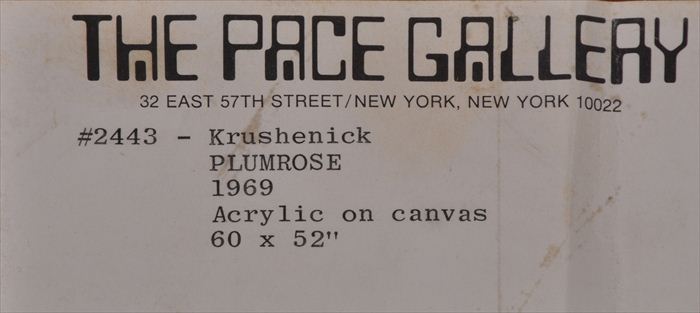 THE PACE GALLERY
32 EAST 57TH STREET/NEW YORK, NEW YORK 10022
#2443 - Krushenick
PLUMROSE
1969
Acrylic on canvas
60 x 52"